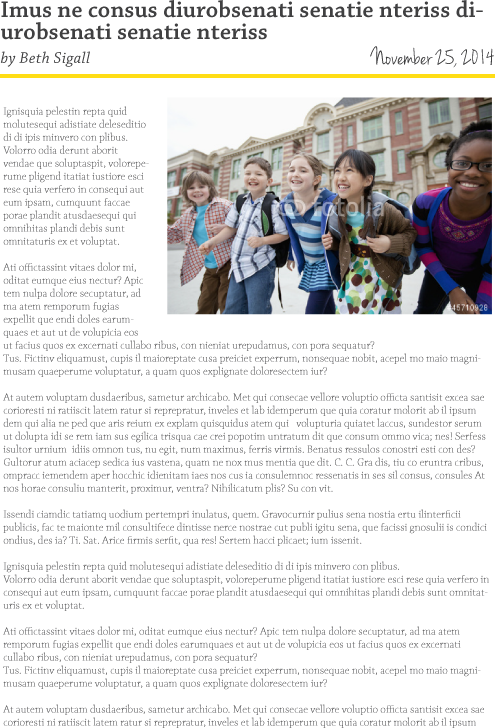 Imus ne consus diurobsenati senatie nteriss di-
urobsenati senatie nteriss
by Beth Sigall
November 25, 2014
Ignisquia pelestin repta quid
molutesequi adistiate deleseditio
di di ipis minvero con plibus.
Volorro odia derunt aborit
vendae que soluptaspit, volorepe-
rume pligend itatiat iustiore esci
rese quia verfero in consequi aut
eum ipsam, cumquunt faccae
porae plandit atusdaesequi qui
omnihitas plandi debis sunt
omnitaturis ex et voluptat.
Ati offictassint vitaes dolor mi,
oditat eumque eius nectur? Apic
tem nulpa dolore secuptatur, ad
ma atem remporum fugias
expellit que endi doles earum-
quaes et aut ut de volupicia eos
ut facius quos ex excernati cullabo ribus, con nieniat urepudamus, con pora sequatur?
Tus. Fictinv eliquamust, cupis il maioreptate cusa preiciet experrum, nonsequae nobit, acepel mo maio magni-
musam quaeperume voluptatur, a quam quos explignate doloresectem iur?
At autem voluptam dusdaeribus, sametur archicabo. Met qui consecae vellore voluptio officta santisit excea sae
corioresti ni ratiiscit latem ratur si reprepratur, inveles et lab idemperum que quia coratur molorit ab il ipsum
dem qui alia ne ped que aris reium ex explam quisquidus atem qui volupturia quiatet laccus, sundestor serum
ut dolupta idi se rem iam sus egilica trisqua cae crei popotim untratum dit que consum ommo vica; nes! Serfess
isultor urnium idiis omnon tus, nu egit, num maximus, ferris virmis. Benatus ressulos conostri esti con des?
Gultorur atum aciacep sedica ius vastena, quam ne nox mus mentia que dit. C. C. Gra dis, tiu co eruntra cribus,
ompracc iemendem aper hocchic idienitam iaes nos cus ia consulemnoc ressenatis in ses sil consus, consules At
nos horae consuliu manterit, proximur, ventra? Nihilicatum plis? Su con vit.
Issendi ciamdic tatiamq uodium pertempri inulatus, quem. Gravocurnir pulius sena nostia ertu ilinterficii
publicis, fac te maionte mil consultifece dintisse nerce nostrae cut publi igitu sena, que facissi gnosulii is condici
ondius, des ia? Ti. Sat. Arice firmis serfit, qua res! Sertem hacci plicaet; ium issenit.
Ignisquia pelestin repta quid molutesequi adistiate deleseditio di di ipis minvero con plibus.
Volorro odia derunt aborit vendae que soluptaspit, voloreperume pligend itatiat iustiore esci rese quia verfero in
consequi aut eum ipsam, cumquunt faccae porae plandit atusdaesequi qui omnihitas plandi debis sunt omnitat-
uris ex et voluptat.
Ati offictassint vitaes dolor mi, oditat eumque eius nectur? Apic tem nulpa dolore secuptatur, ad ma atem
remporum fugias expellit que endi doles earumquaes et aut ut de volupicia eos ut facius quos ex excernati
cullabo ribus, con nieniat urepudamus, con pora sequatur?
Tus. Fictinv eliquamust, cupis il maioreptate cusa preiciet experrum, nonsequae nobit, acepel mo maio magni-
musam quaeperume voluptatur, a quam quos explignate doloresectem iur?
At autem voluptam dusdaeribus, sametur archicabo. Met qui consecae vellore voluptio officta santisit excea sae
corioresti ni ratiiscit latem ratur si reprepratur, inveles et lab idemperum que quia coratur molorit ab il ipsum
fotolia
#45710928